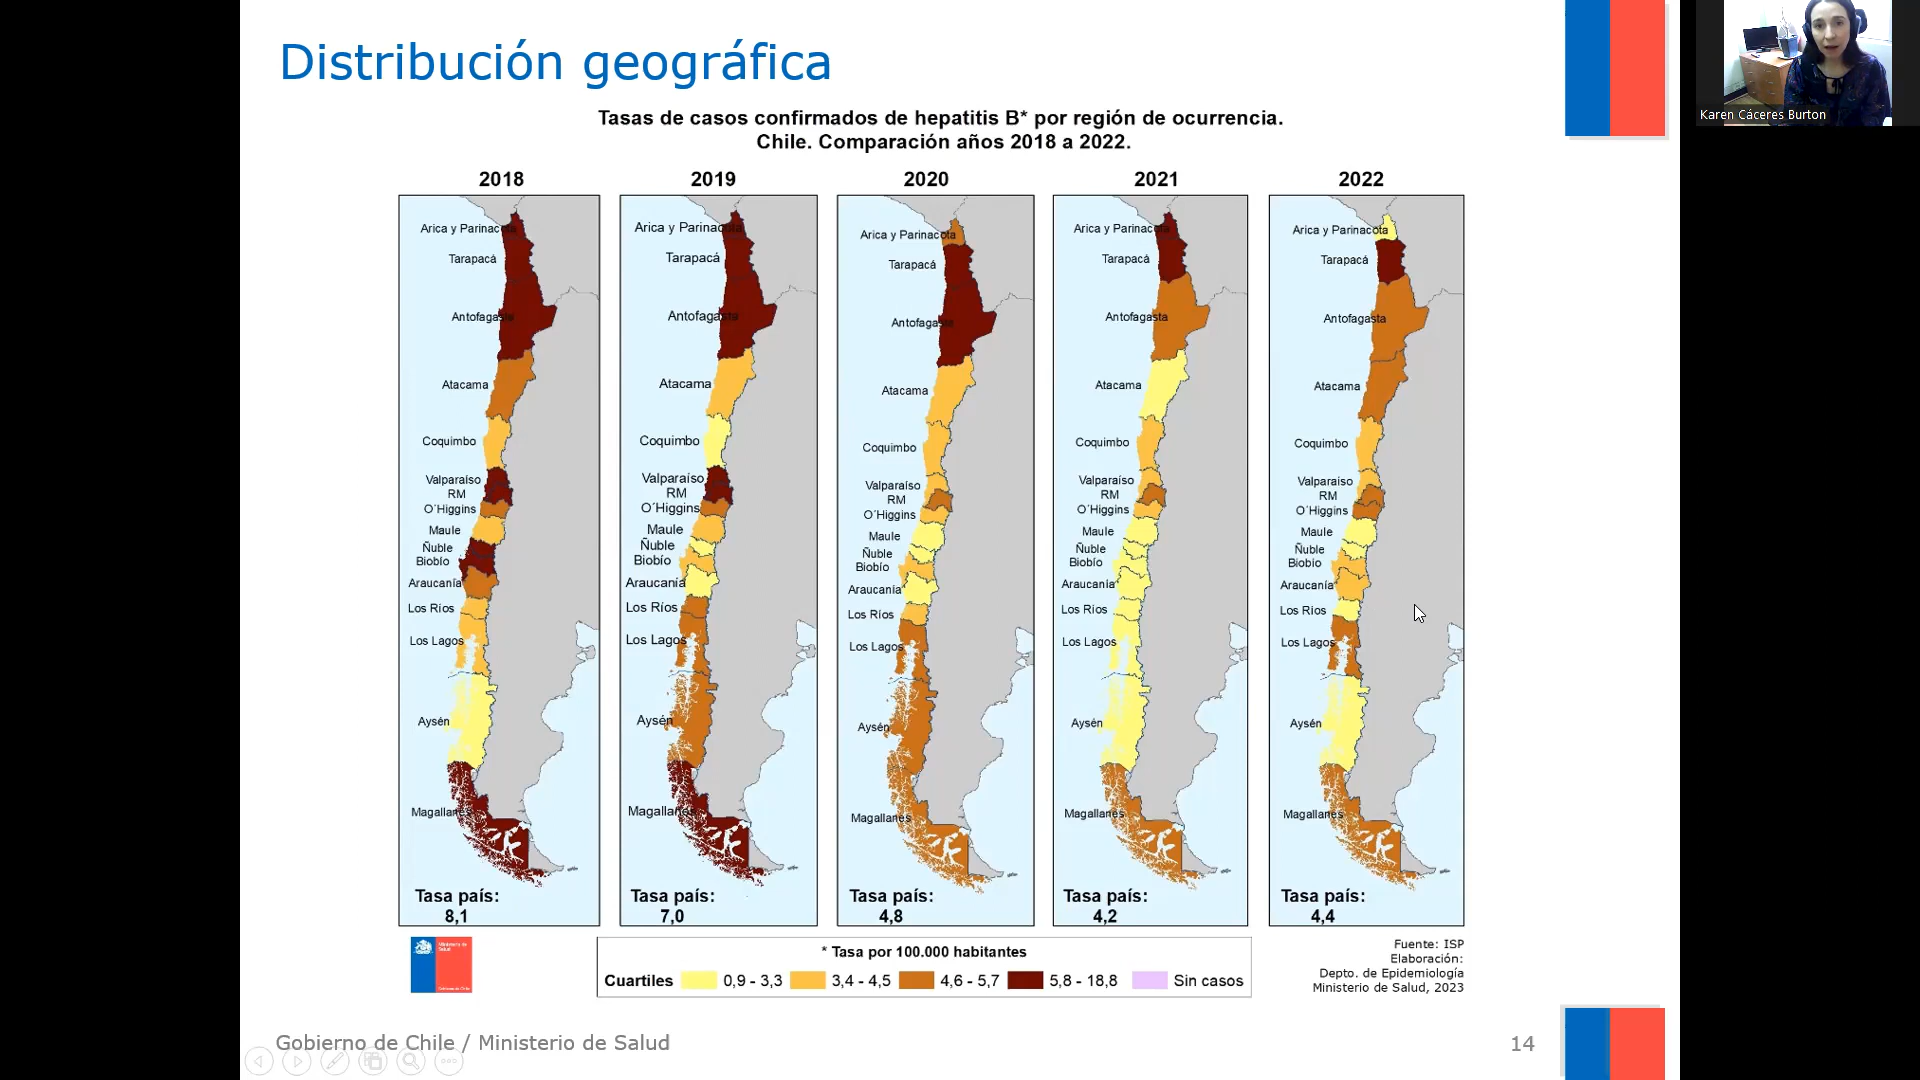 Distribución geográfica
Karen Cáceres Burton
Tasas de casos confirmados de hepatitis B* por región de ocurrencia.
Chile. Comparación años 2018 a 2022.
2018
Arica y Parinacota
Tarapacá
Antofagasta
Atacama
Coquimbo
Valparaíso
RM
O´Higgins
Maule
Ñuble
Biobío
Araucanía
Los Ríos
Los Lagos
Aysén
Magallanes
Tasa país:
8,1
2019
Arica y Parinacota
Tarapacá
Antofagasta
Atacama
Coquimbo
Valparaíso
RM
O´Higgins
Maule
Ñuble
Biobío
Araucanía
Los Ríos
Los Lagos
Aysén
Magallanes
Tasa país:
7,0
2020
Arica y Parinacota
Tarapacá
Antofagasta
Atacama
Coquimbo
Valparaíso
RM
O´Higgins
Maule
Ñuble
Biobío
Araucanía
Los Ríos
Los Lagos
Aysén
Magallanes
Tasa país:
4,8
2021
Arica y Parinacota
Tarapacá
Antofagasta
Atacama
Coquimbo
Valparaíso
RM
O´Higgins
Maule
Ñuble
Biobío
Araucanía
Los Ríos
Los Lagos
Aysén
Magallanes
Tasa país:
4,2
2022
Arica y Parinacota
Tarapacá
Antofagasta
Atacama
Coquimbo
Valparaíso
RM
O´Higgins
Maule
Ñuble
Biobío
Araucanía
Los Ríos
Los Lagos
Aysén
Magallanes
Tasa país:
4,4
Ministerio de
Salud
Gobierno de Chile
* Tasa por 100.000 habitantes
Cuartiles 0,9 - 3,3 3,4 - 4,5 4,6 - 5,7 5,8 - 18,8 Sin casos
Fuente: ISP
Elaboración:
Depto. de Epidemiología
Ministerio de Salud, 2023
Gobierno de Chile / Ministerio de Salud
14